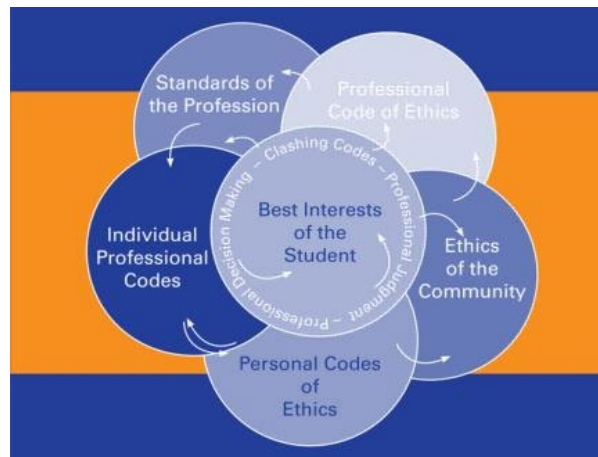 Standards of
the Profession
Professional
Code of Ethics
Professional Decision Making – Clashing Codes – Professional Judgment –
Best Interests
of the
Student
Individual
Professional
Codes
Ethics
of the
Community
Personal Codes
of
Ethics